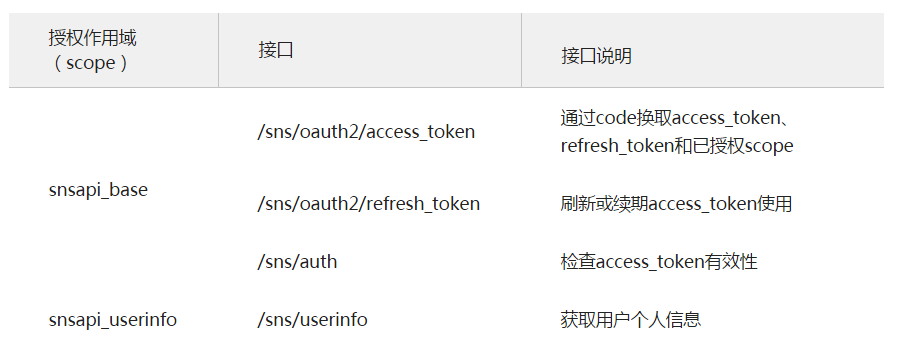 授权作用域
（scope）
接口
接口说明
/sns/oauth2/access_token
通过code换取access_token、
refresh_token和已授权scope
snsapi_base
/sns/oauth2/refresh_token
刷新或续期access_token使用
/sns/auth
检查access_token有效性
snsapi_userinfo
/sns/userinfo
获取用户个人信息